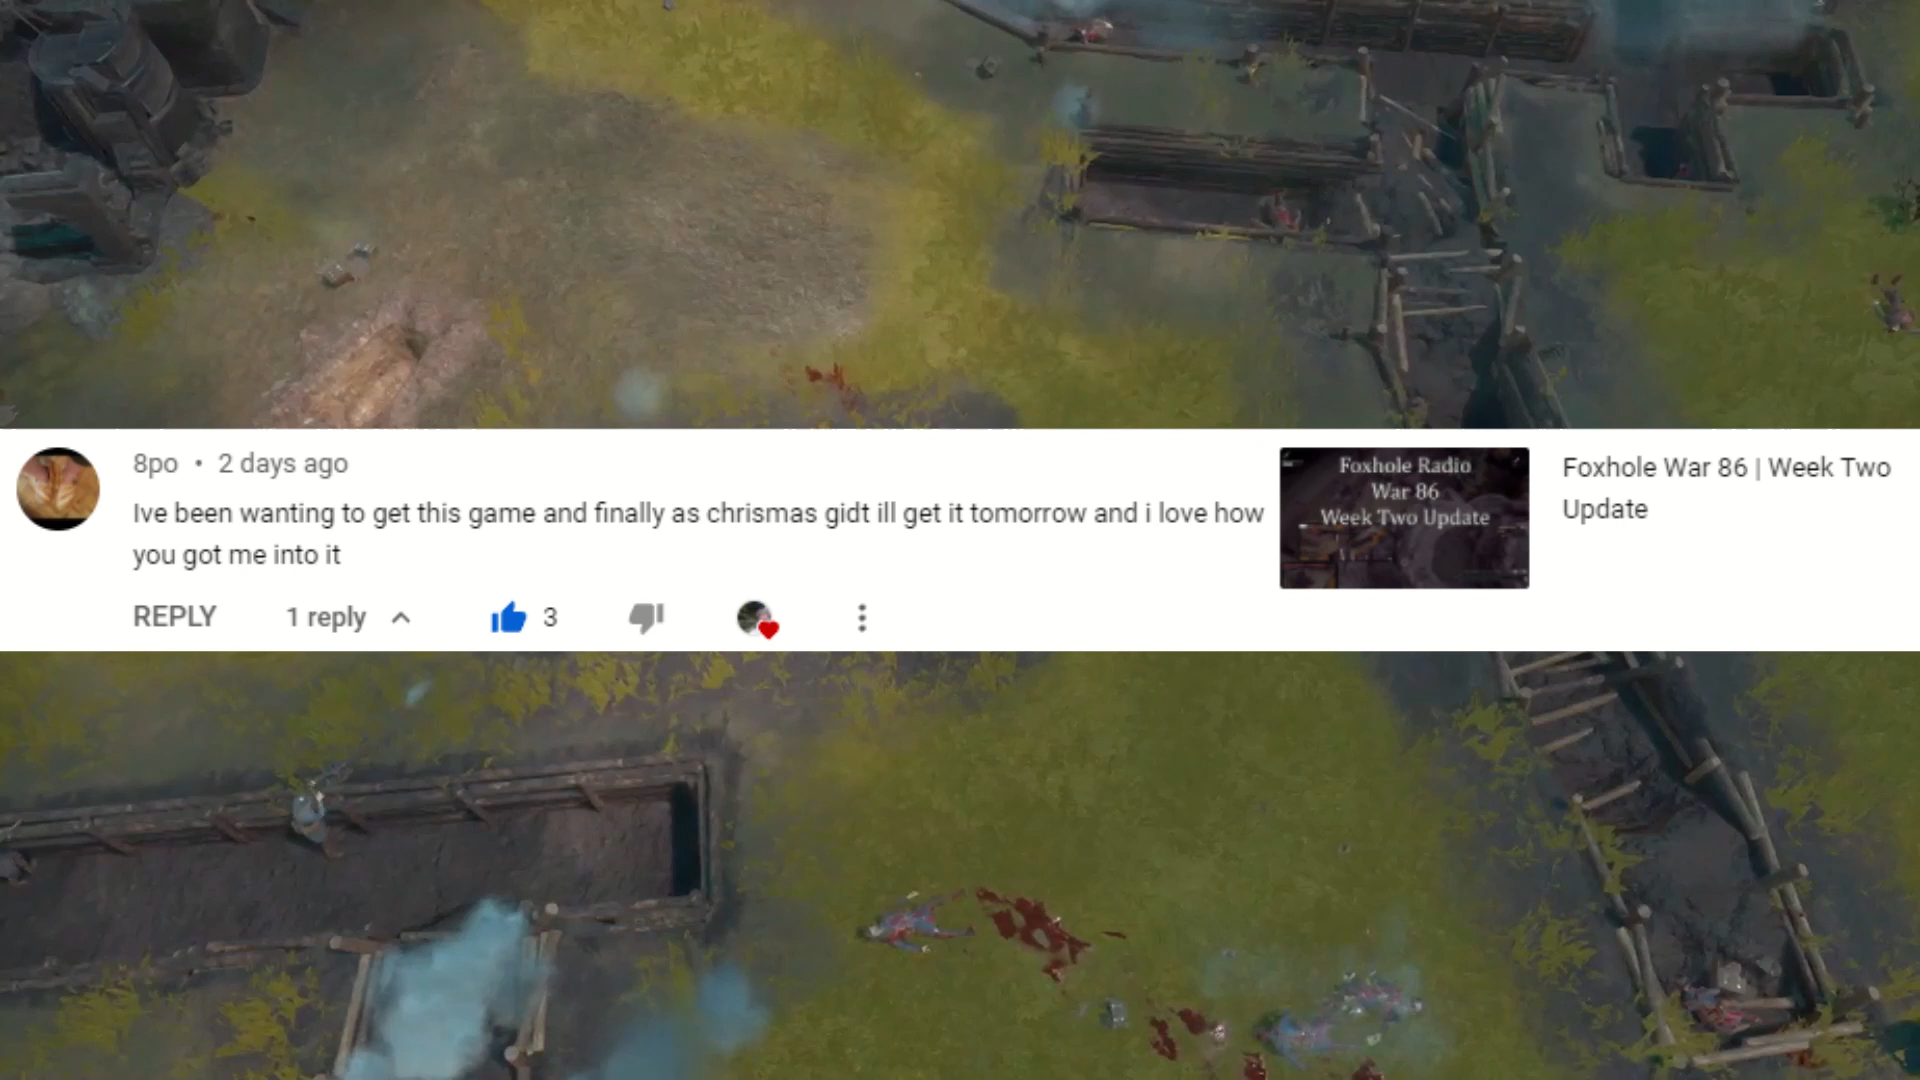 8po • 2 days ago
Ive been wanting to get this game and finally as chrismas gidt ill get it tomorrow and i love how
you got me into it
REPLY 1 reply 3
Foxhole Radio
War 86
Week Two Update
Foxhole War 86 | Week Two
Update